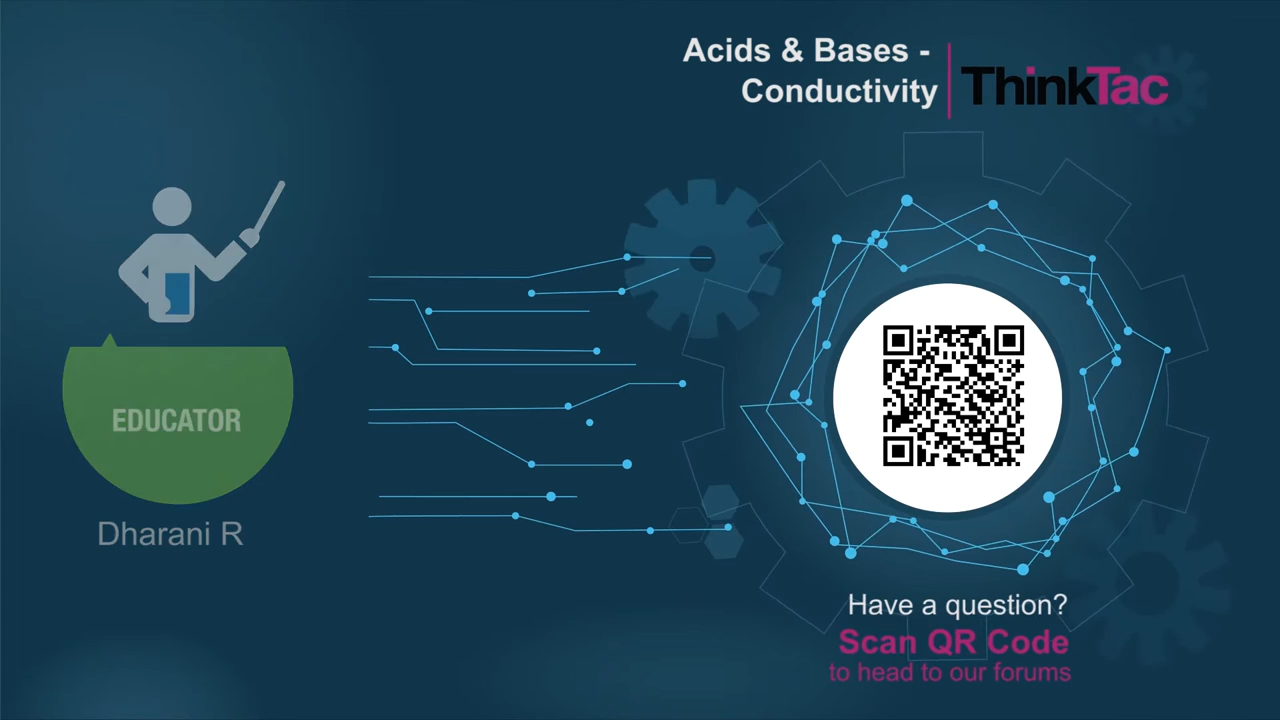 Acids & Bases -
Conductivity
ThinkTac
EDUCATOR
Dharani R
Have a question?
Scan QR Code
to head to our forums